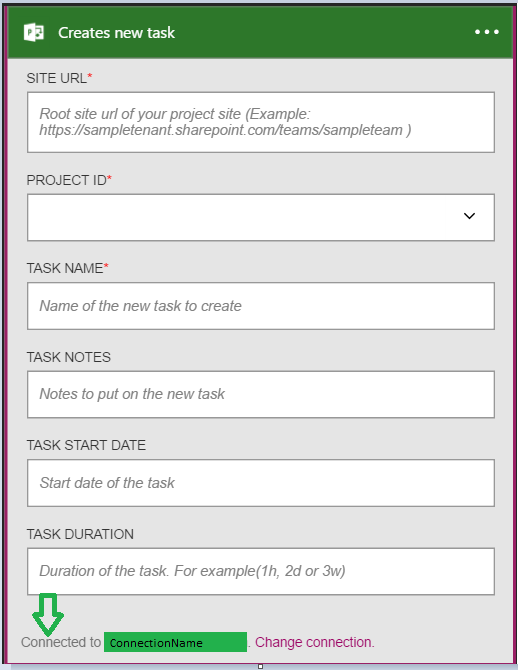 Creates new task
SITE URL*
Root site url of your project site (Example:
https://sampletenant.sharepoint.com/teams/sampleteam )
PROJECT ID*
TASK NAME*
Name of the new task to create
TASK NOTES
Notes to put on the new task
TASK START DATE
Start date of the task
TASK DURATION
Duration of the task. For example(1h, 2d or 3w)
Connected to ConnectionName . Change connection.